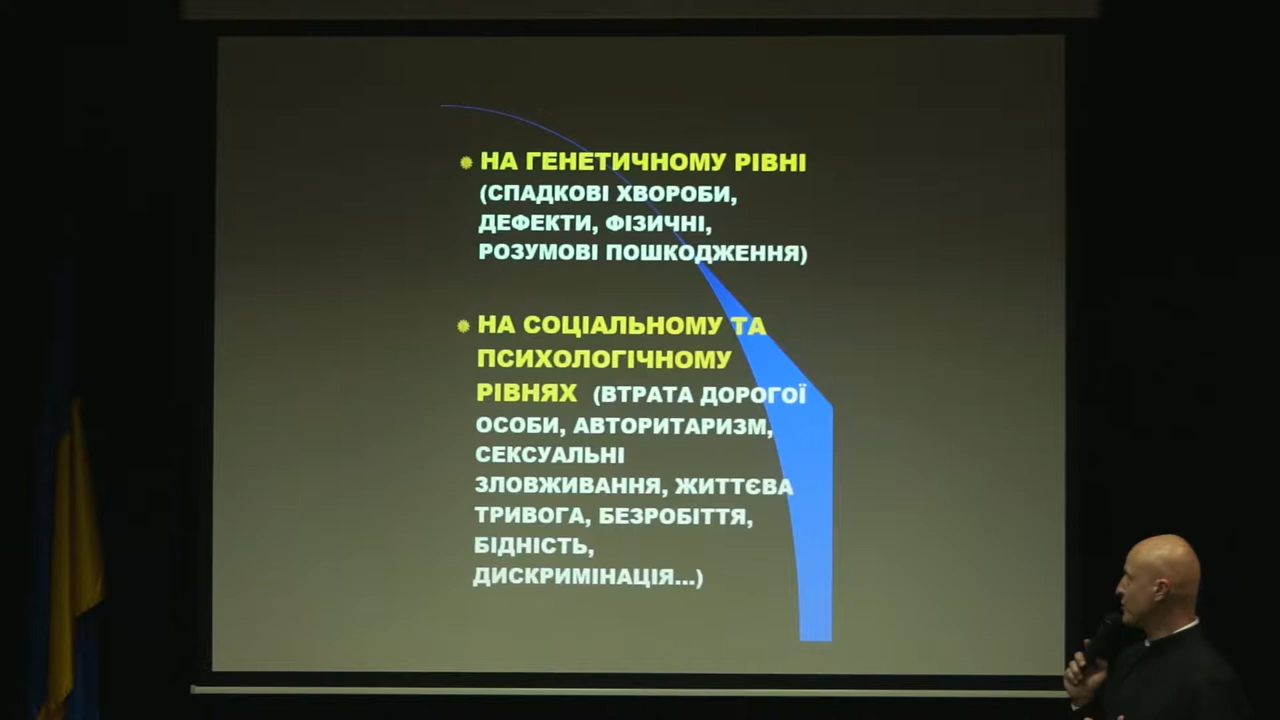 НА ГЕНЕТИЧНОМУ РІВНІ
(СПАДКОВІ ХВОРОБИ,
ДЕФЕКТИ, ФІЗИЧНІ,
РОЗУМОВІ ПОШКОДЖЕННЯ)
НА СОЦІАЛЬНОМУ ТА
ПСИХОЛОГІЧНОМУ
РІВНЯХ (ВТРАТА ДОРОГОЇ
ОСОБИ, АВТОРИТАРИЗМ,
СЕКСУАЛЬНІ
ЗЛОВЖИВАННЯ, ЖИТТЄВА
ТРИВОГА, БЕЗРОБІТТЯ,
БІДНІСТЬ,
ДИСКРИМІНАЦІЯ...)